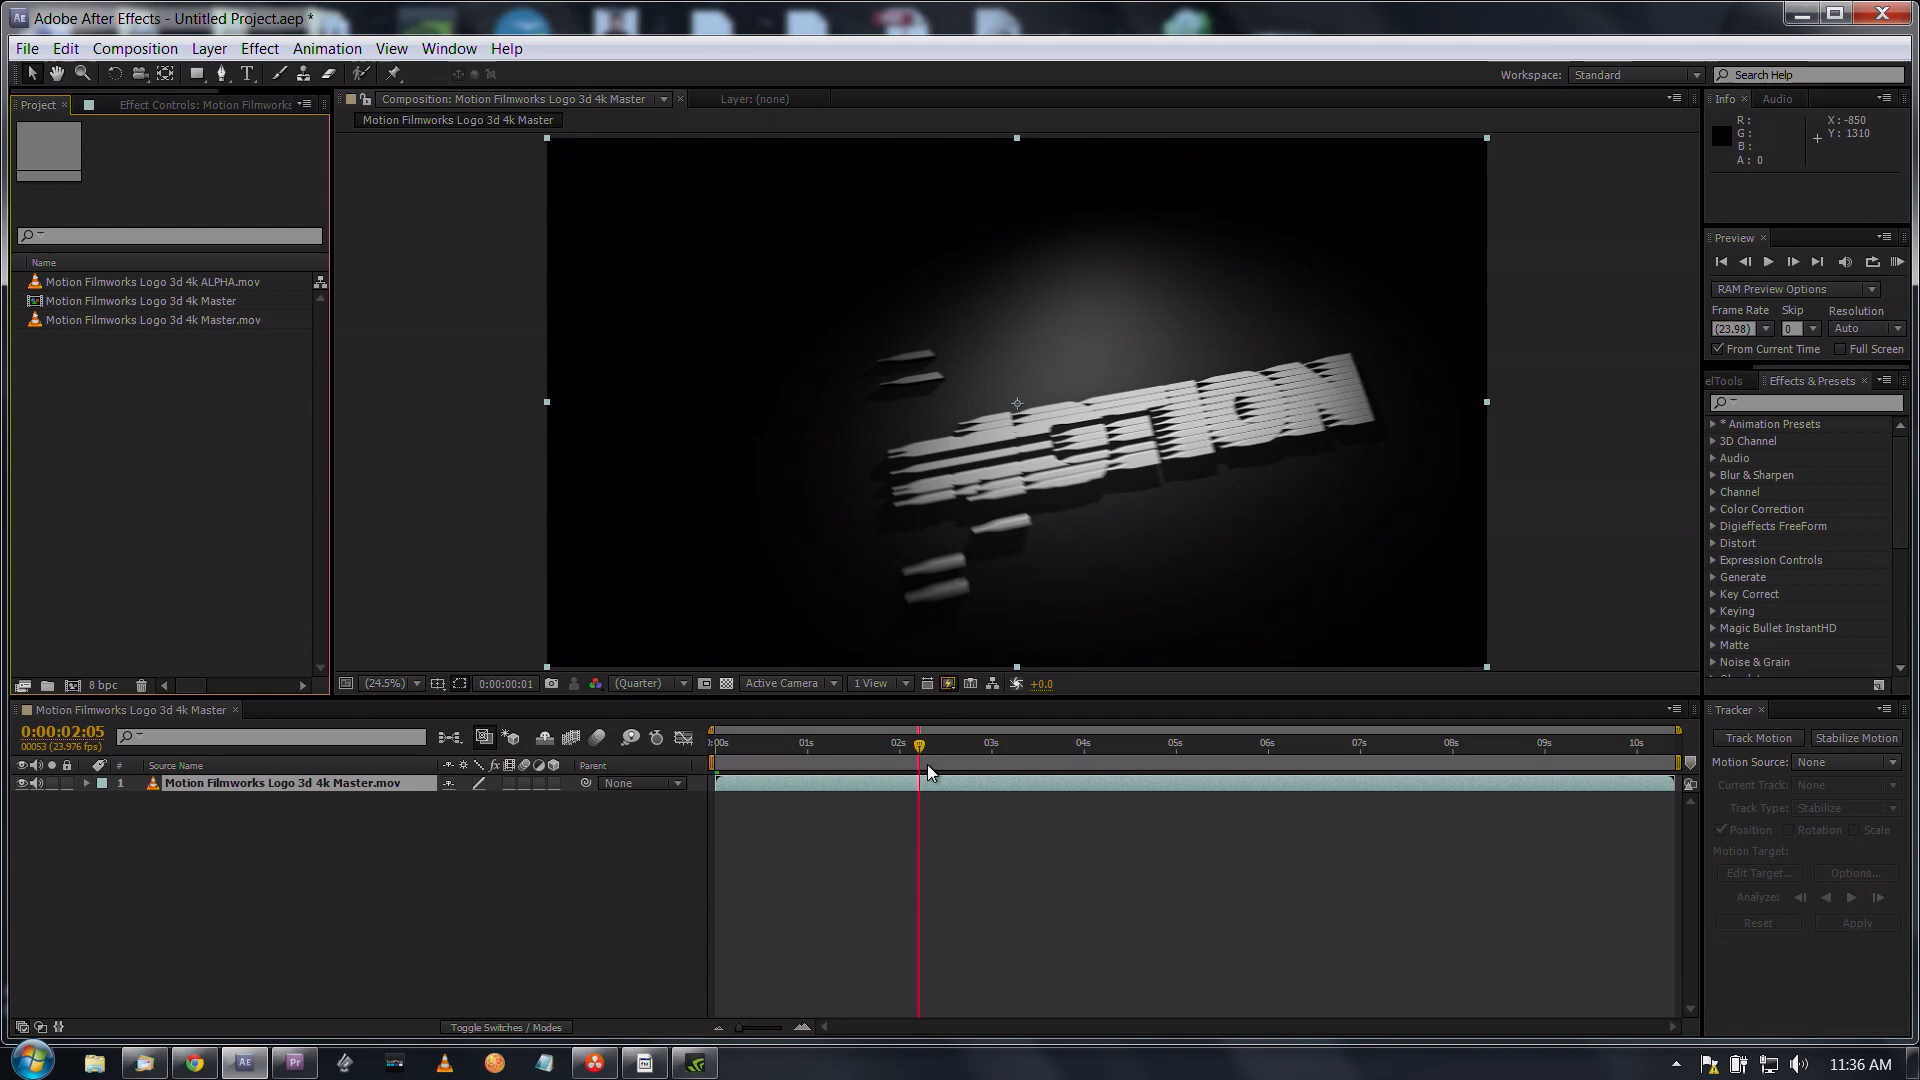 Adobe After Effects - Untitled Project.aep *
File Edit Composition Layer Effect Animation View Window Help
Workspace: Standard Search Help
Project Effect Controls: Motion Filmworks
Composition: Motion Filmworks Logo 3d 4k Master Layer: (none)
Motion Filmworks Logo 3d 4k Master
Info Audio
R :
G :
B :
A : 0
X : -850
Y : 1310
Name
Motion Filmworks Logo 3d 4k ALPHA.mov
Motion Filmworks Logo 3d 4k Master
Motion Filmworks Logo 3d 4k Master.mov
Preview
RAM Preview Options
Frame Rate Skip Resolution
(23.98) 0 Auto
From Current Time Full Screen
elTools Effects & Presets
* Animation Presets
3D Channel
Audio
Blur & Sharpen
Channel
Color Correction
Digieffects FreeForm
Distort
Expression Controls
Generate
Key Correct
Keying
Magic Bullet InstantHD
Matte
Noise & Grain
8 bpc
(24.5%) 0:00:00:01 (Quarter) Active Camera 1 View +0.0
Motion Filmworks Logo 3d 4k Master
0:00:02:05
00053 (23.976 fps)
:00s 01s 02s 03s 04s 05s 06s 07s 08s 09s 10s
# Source Name Parent
1 Motion Filmworks Logo 3d 4k Master.mov None
Tracker
Track Motion Stabilize Motion
Motion Source: None
Current Track: None
Track Type: Stabilize
Position Rotation Scale
Motion Target:
Edit Target... Options...
Analyze:
Reset Apply
Toggle Switches / Modes
Ae Pr
11:36 AM